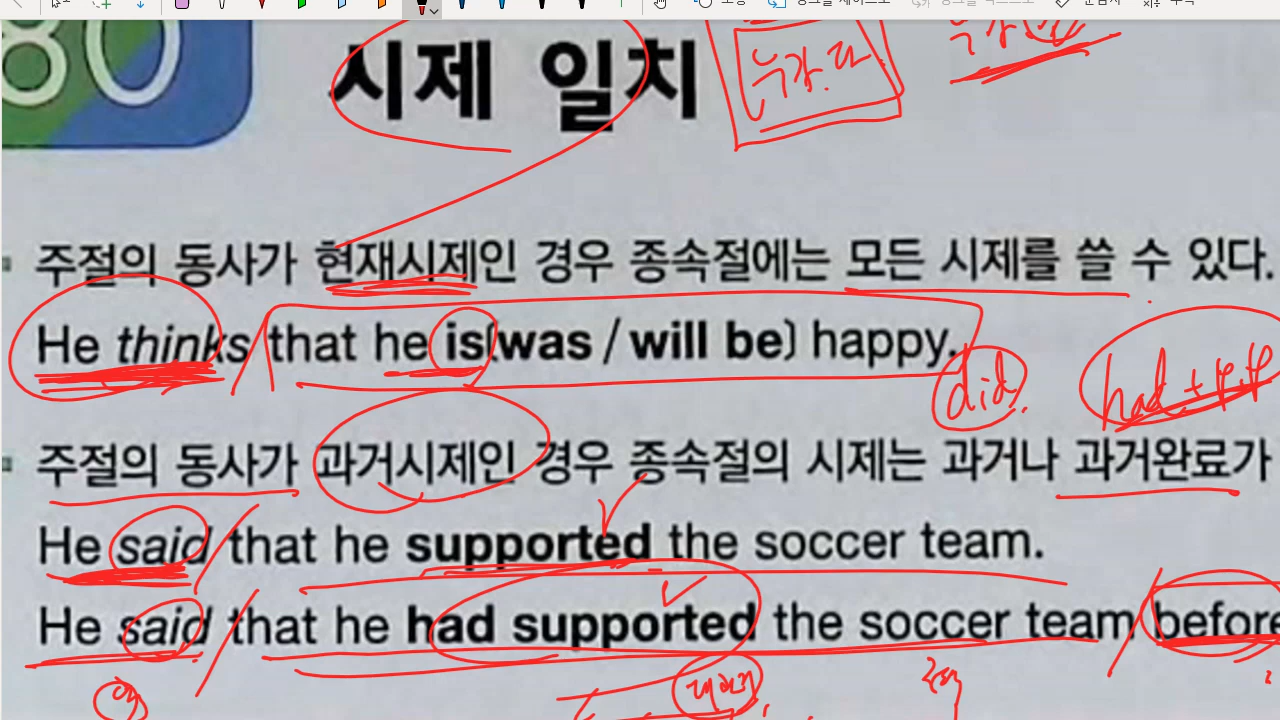 80 시제 일치 누가.다
주절의 동사가 현재시제인 경우 종속절에는 모든 시제를 쓸 수 있다.
He thinks that he is(was / will be) happy.
did had + p.p
주절의 동사가 과거시제인 경우 종속절의 시제는 과거나 과거완료가
He said that he supported the soccer team.
He said that he had supported the soccer team before